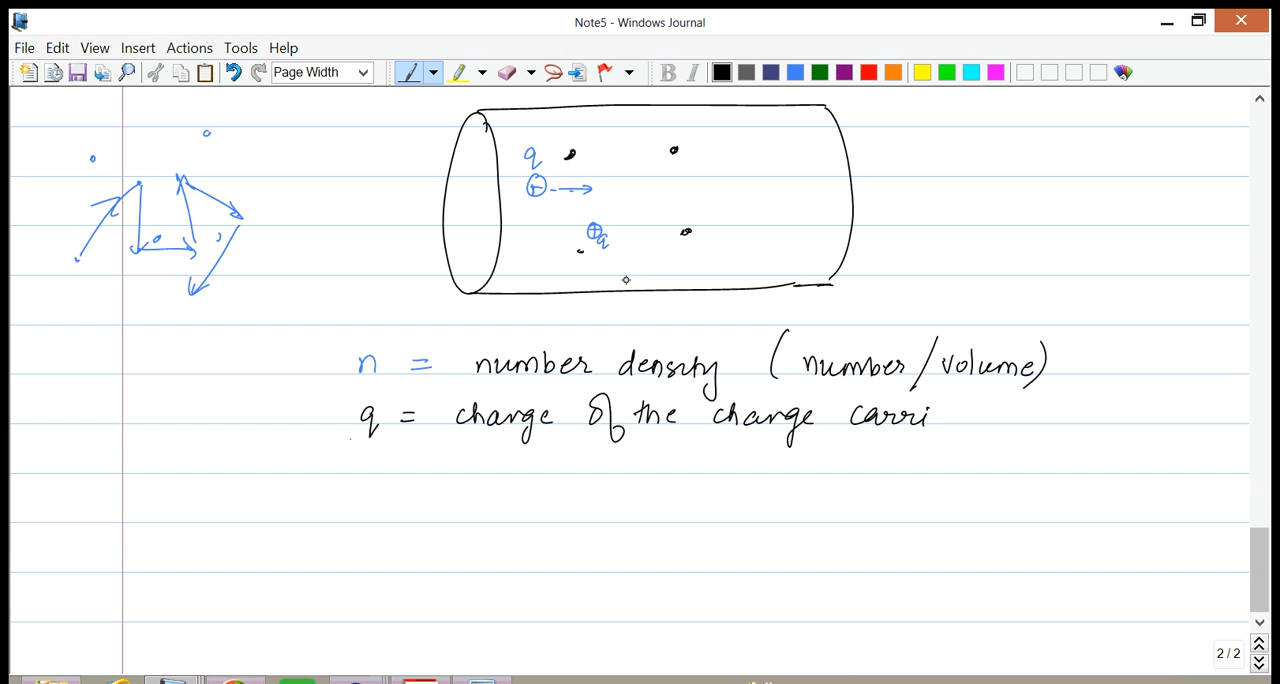 Note5 - Windows Journal
File Edit View Insert Actions Tools Help
Page Width
q
q
n = number density (number/volume)
q = charge of the charge carri
2 / 2